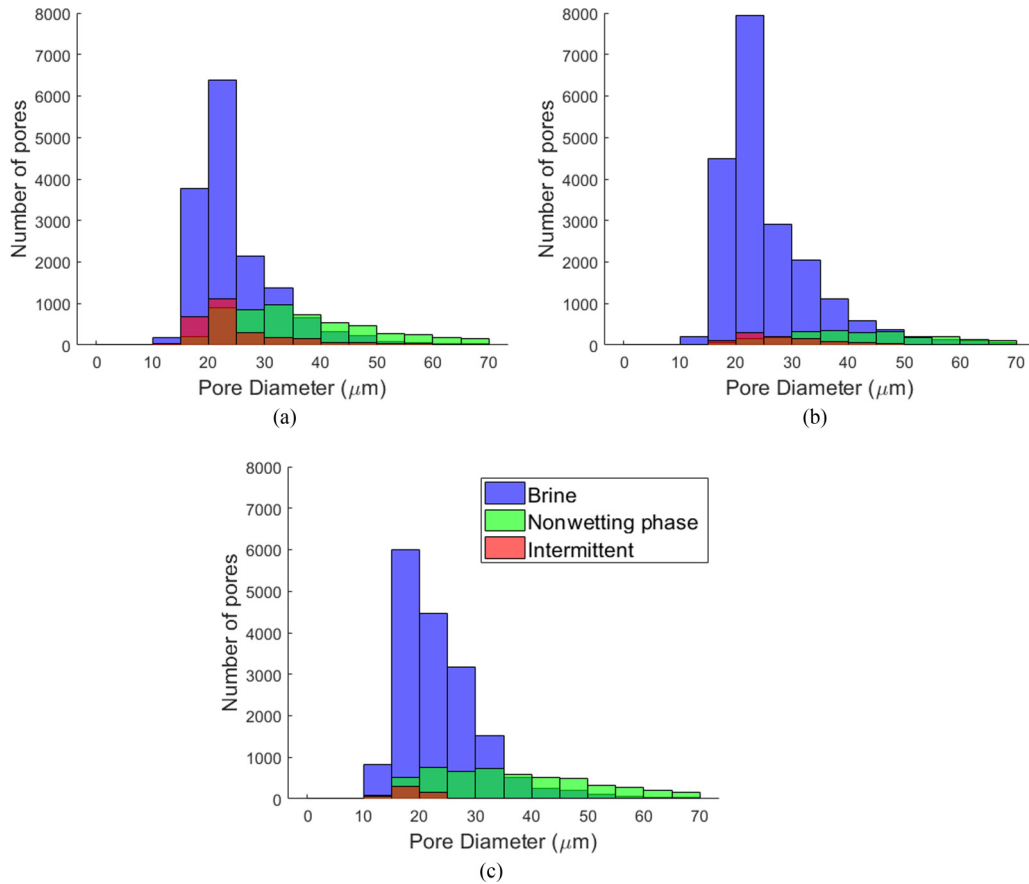 8000
7000
6000
5000
4000
3000
2000
1000
0
Number of pores
0 10 20 30 40 50 60 70
Pore Diameter (μm)
(a)
8000
7000
6000
5000
4000
3000
2000
1000
0
Number of pores
0 10 20 30 40 50 60 70
Pore Diameter (μm)
(b)
8000
7000
6000
5000
4000
3000
2000
1000
0
Number of pores
Brine
Nonwetting phase
Intermittent
0 10 20 30 40 50 60 70
Pore Diameter (μm)
(c)